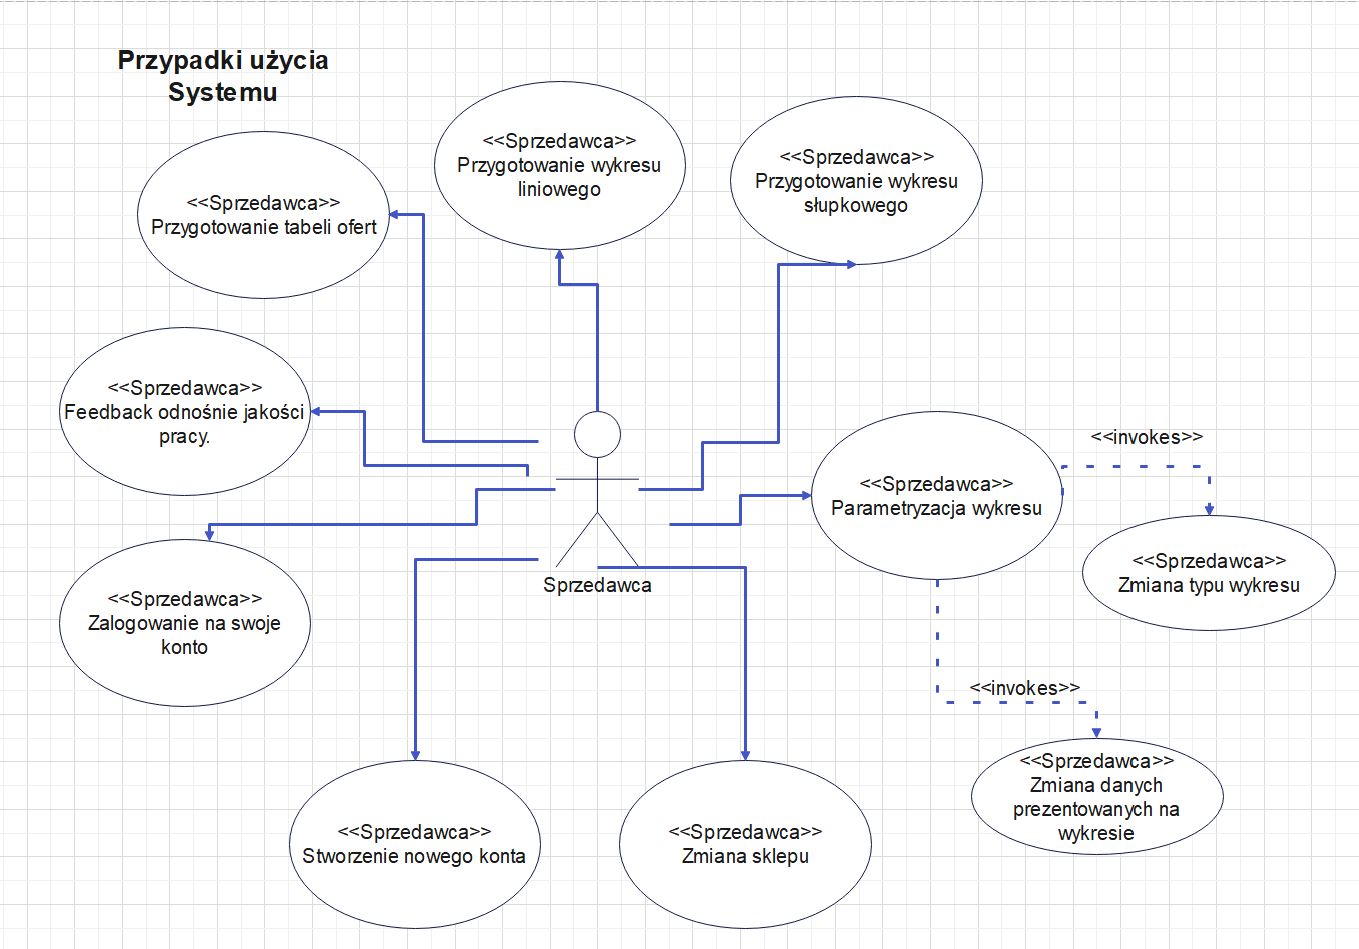 Przypadki użycia
Systemu
<<Sprzedawca>>
Przygotowanie wykresu
liniowego
<<Sprzedawca>>
Przygotowanie wykresu
słupkowego
<<Sprzedawca>>
Przygotowanie tabeli ofert
<<Sprzedawca>>
Feedback odnośnie jakości
pracy.
<<invokes>>
<<Sprzedawca>>
Parametryzacja wykresu
<<Sprzedawca>>
Zmiana typu wykresu
Sprzedawca
<<Sprzedawca>>
Zalogowanie na swoje
konto
<<invokes>>
<<Sprzedawca>>
Zmiana danych
prezentowanych na
wykresie
<<Sprzedawca>>
Stworzenie nowego konta
<<Sprzedawca>>
Zmiana sklepu